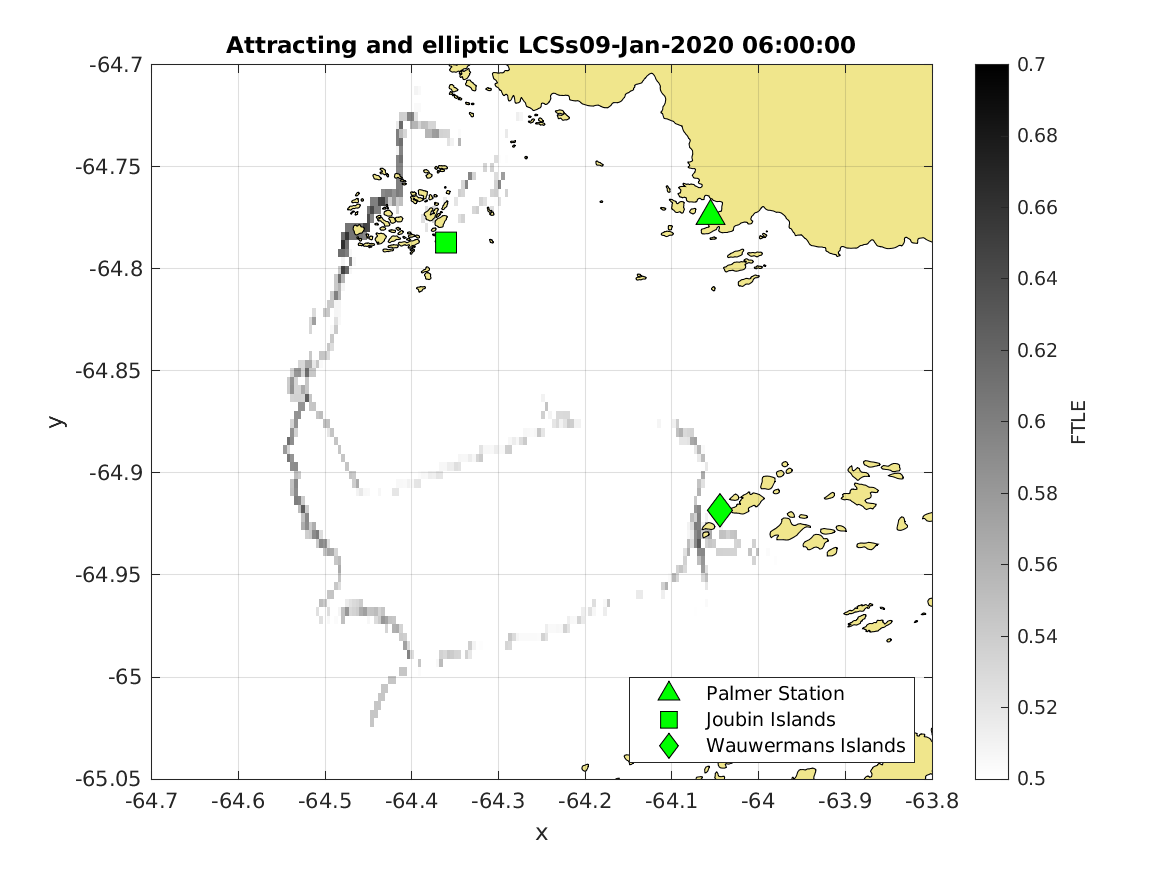 Attracting and elliptic LCSs09-Jan-2020 06:00:00
-64.7
-64.75
-64.8
-64.85
-64.9
-64.95
-65
-65.05
y
-64.7 -64.6 -64.5 -64.4 -64.3 -64.2 -64.1 -64 -63.9 -63.8
x
Palmer Station
Joubin Islands
Wauwermans Islands
0.7
0.68
0.66
0.64
0.62
0.6
0.58
0.56
0.54
0.52
0.5
FTLE